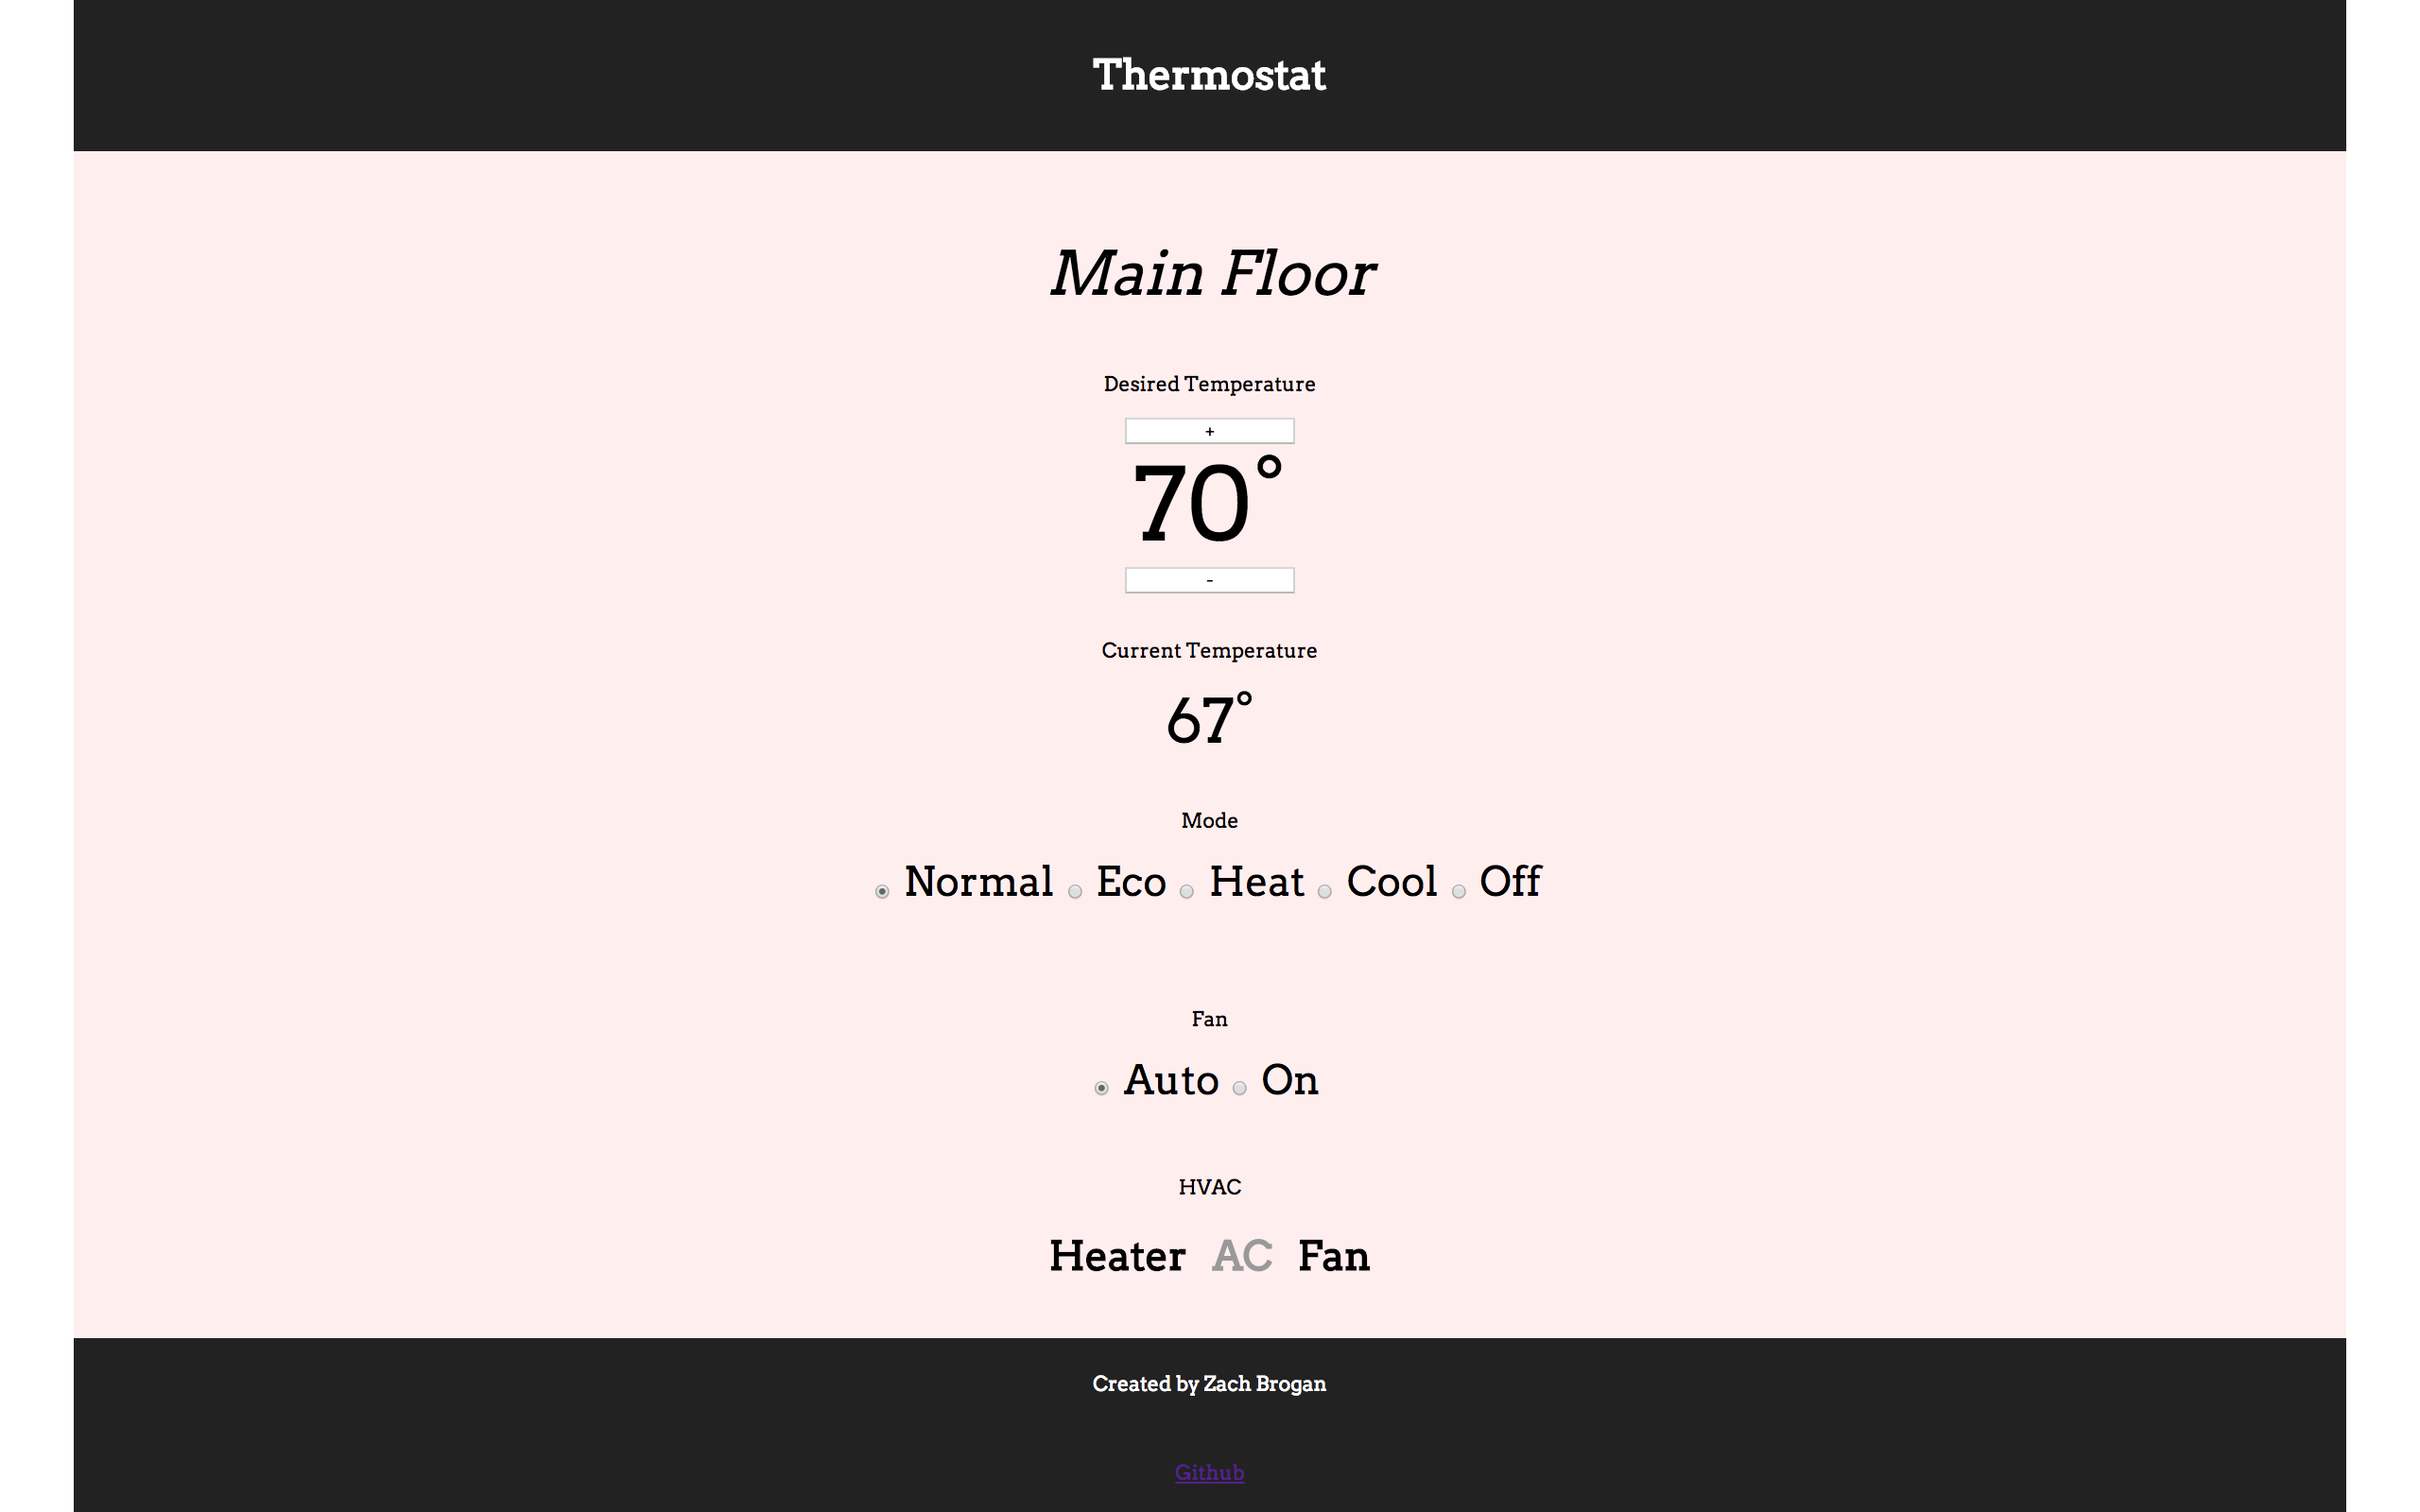 Thermostat
Main Floor
Desired Temperature
+
70°
-
Current Temperature
67°
Mode
Normal Eco Heat Cool Off
Fan
Auto On
HVAC
Heater AC Fan
Created by Zach Brogan
Github